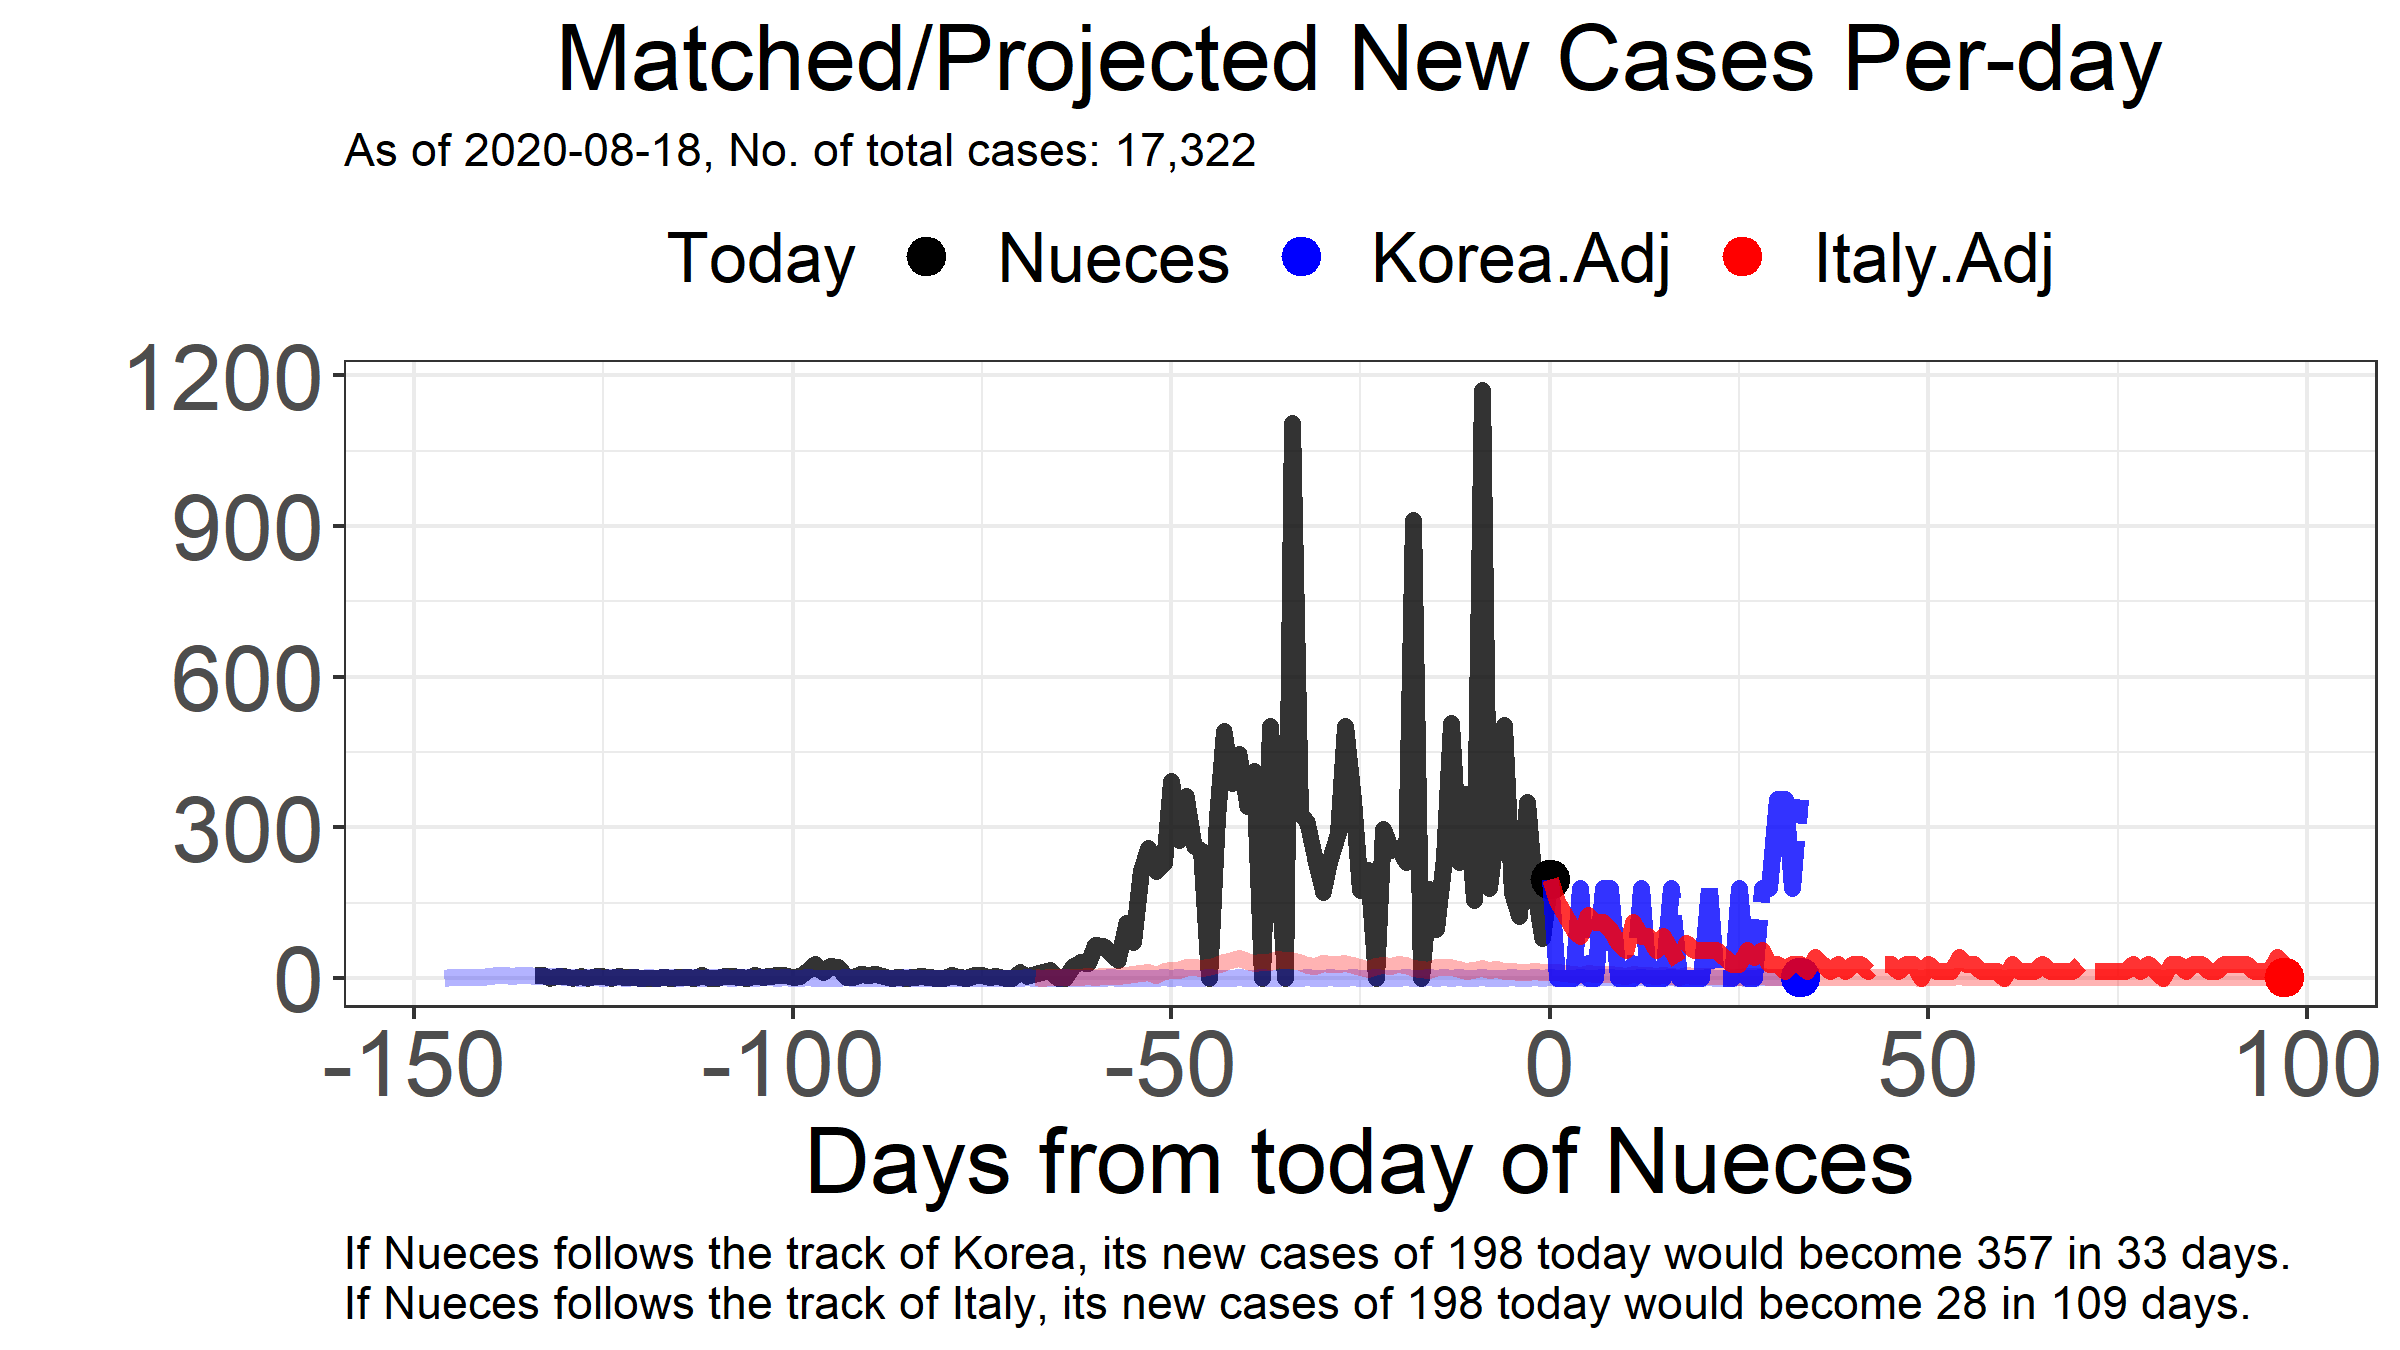 Matched/Projected New Cases Per-day
As of 2020-08-18, No. of total cases: 17,322
Today Nueces Korea.Adj Italy.Adj
1200
900
600
300
0
-150 -100 -50 0 50 100
Days from today of Nueces
If Nueces follows the track of Korea, its new cases of 198 today would become 357 in 33 days.
If Nueces follows the track of Italy, its new cases of 198 today would become 28 in 109 days.